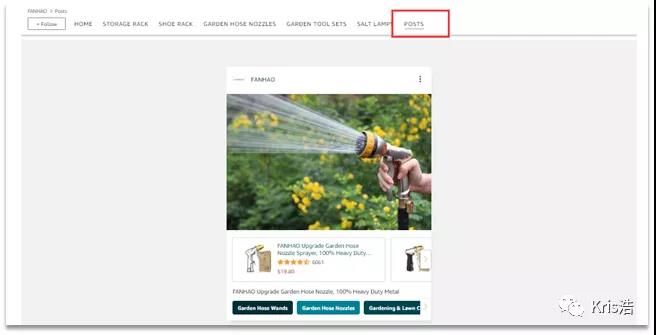 FANHAO > Posts
+ Follow HOME STORAGE RACK SHOE RACK GARDEN HOSE NOZZLES GARDEN TOOL SETS SALT LAMPS POSTS
FANHAO
FANHAO Upgrade Garden Hose
Nozzle Sprayer, 100% Heavy Duty...
6061
$19.40
FANHAO Upgrade Garden Hose Nozzle, 100% Heavy Duty Metal
Garden Hose Wands Garden Hose Nozzles Gardening & Lawn C
Kris浩